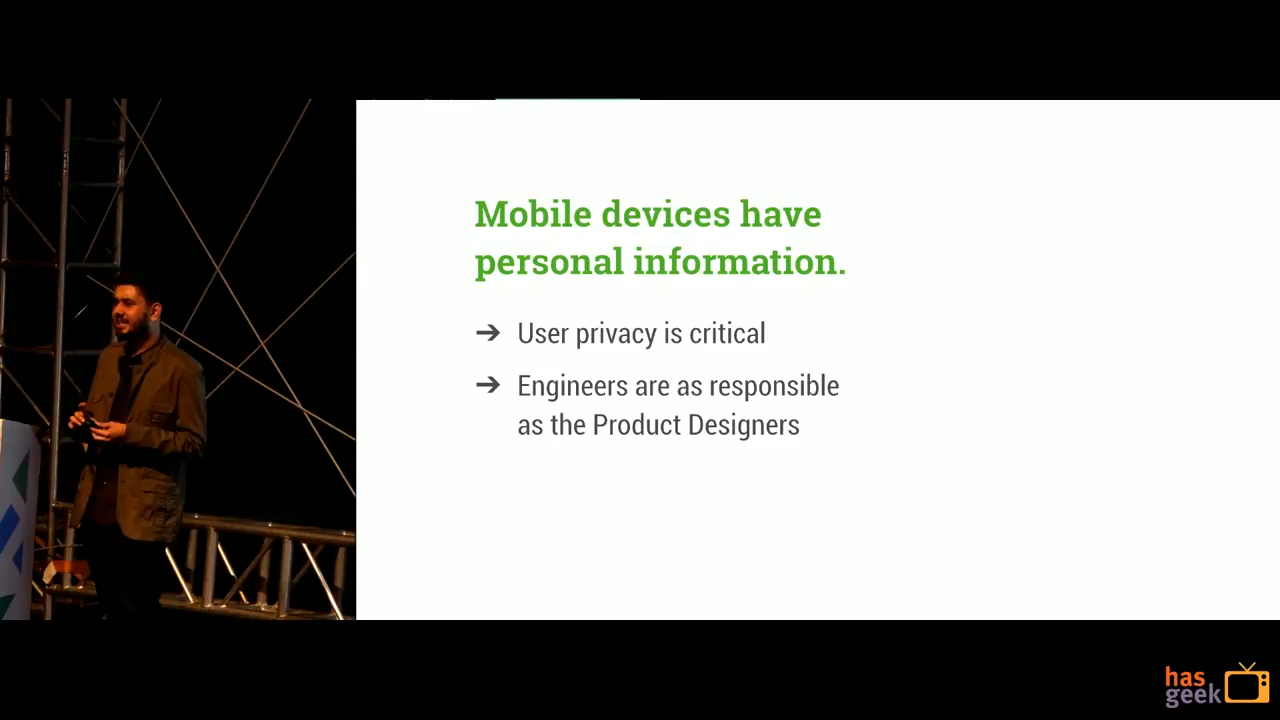 Mobile devices have
personal information.
➔ User privacy is critical
➔ Engineers are as responsible
as the Product Designers
has
geek